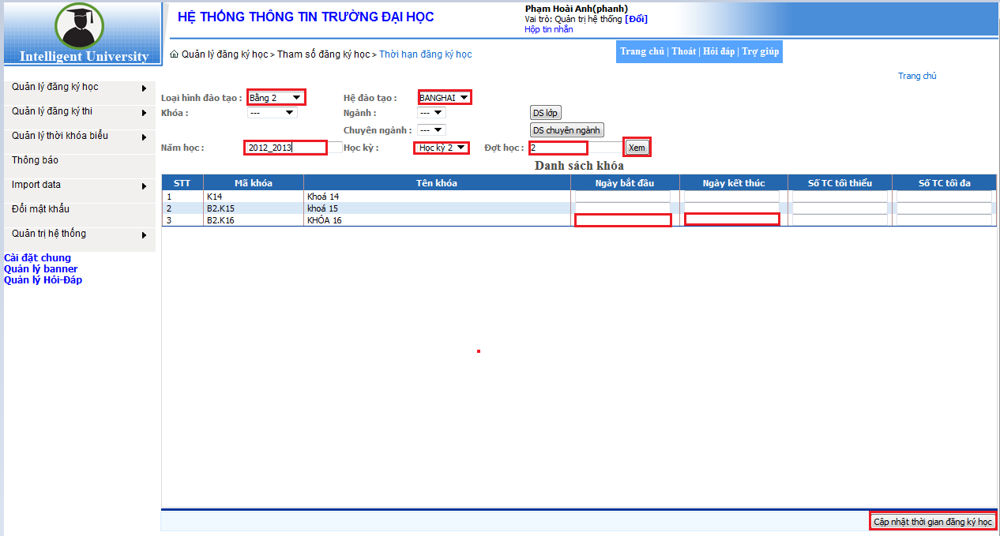 HỆ THỐNG THÔNG TIN TRƯỜNG ĐẠI HỌC
Phạm Hoài Anh(phanh)
Vai trò: Quản trị hệ thống [Đổi]
Hộp tin nhắn
Intelligent University
Quản lý đăng ký học > Tham số đăng ký học > Thời hạn đăng ký học
Trang chủ | Thoát | Hỏi đáp | Trợ giúp
Trang chủ
Quản lý đăng ký học
Quản lý đăng ký thi
Quản lý thời khóa biểu
Thông báo
Import data
Đổi mật khẩu
Quản trị hệ thống
Cài đặt chung
Quản lý banner
Quản lý Hỏi-Đáp
Loại hình đào tạo : Bằng 2 Hệ đào tạo : BANGHAI
Khóa : --- Ngành : --- DS lớp
Chuyên ngành : --- DS chuyên ngành
Năm học : 2012_2013 Học kỳ : Học kỳ 2 Đợt học : 2 Xem
Danh sách khóa
STT Mã khóa Tên khóa Ngày bắt đầu Ngày kết thúc Số TC tối thiểu Số TC tối đa
1 K14 Khoá 14
2 B2.K15 khoá 15
3 B2.K16 KHÓA 16
Cập nhật thời gian đăng ký học